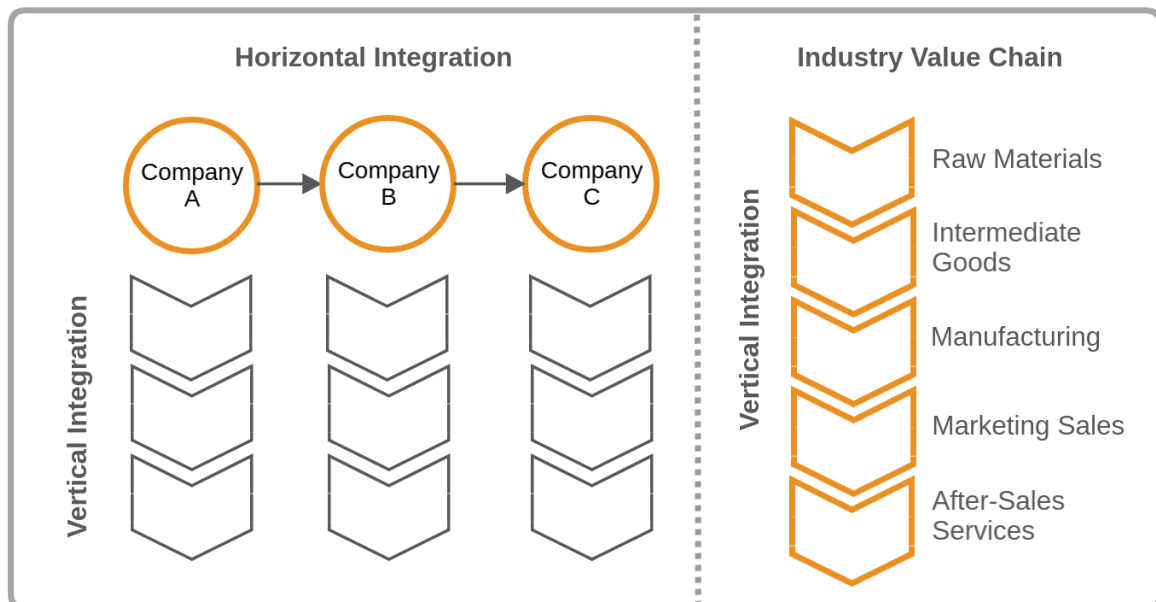 Horizontal Integration
Company
A
Company
B
Company
C
Vertical Integration
Industry Value Chain
Vertical Integration
Raw Materials
Intermediate
Goods
Manufacturing
Marketing Sales
After-Sales
Services